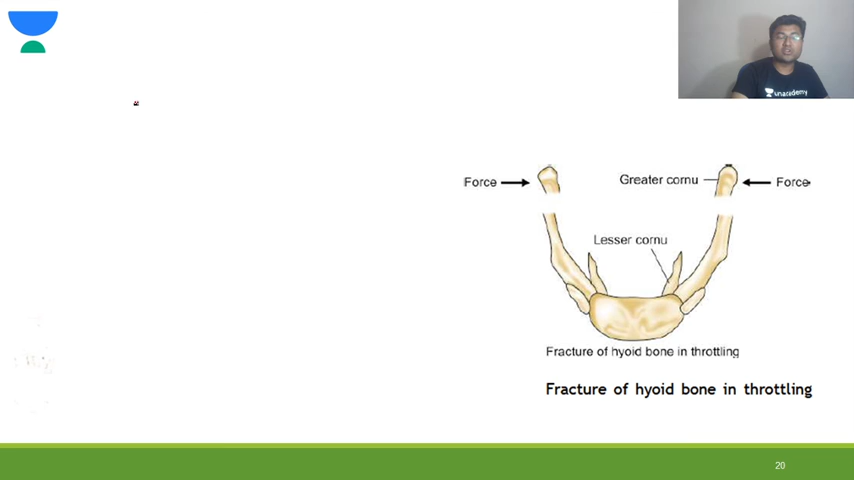 “
unacademy
Force
Greater cornu
Force
Lesser cornu
Fracture of hyoid bone in throttling
Fracture of hyoid bone in throttling
20